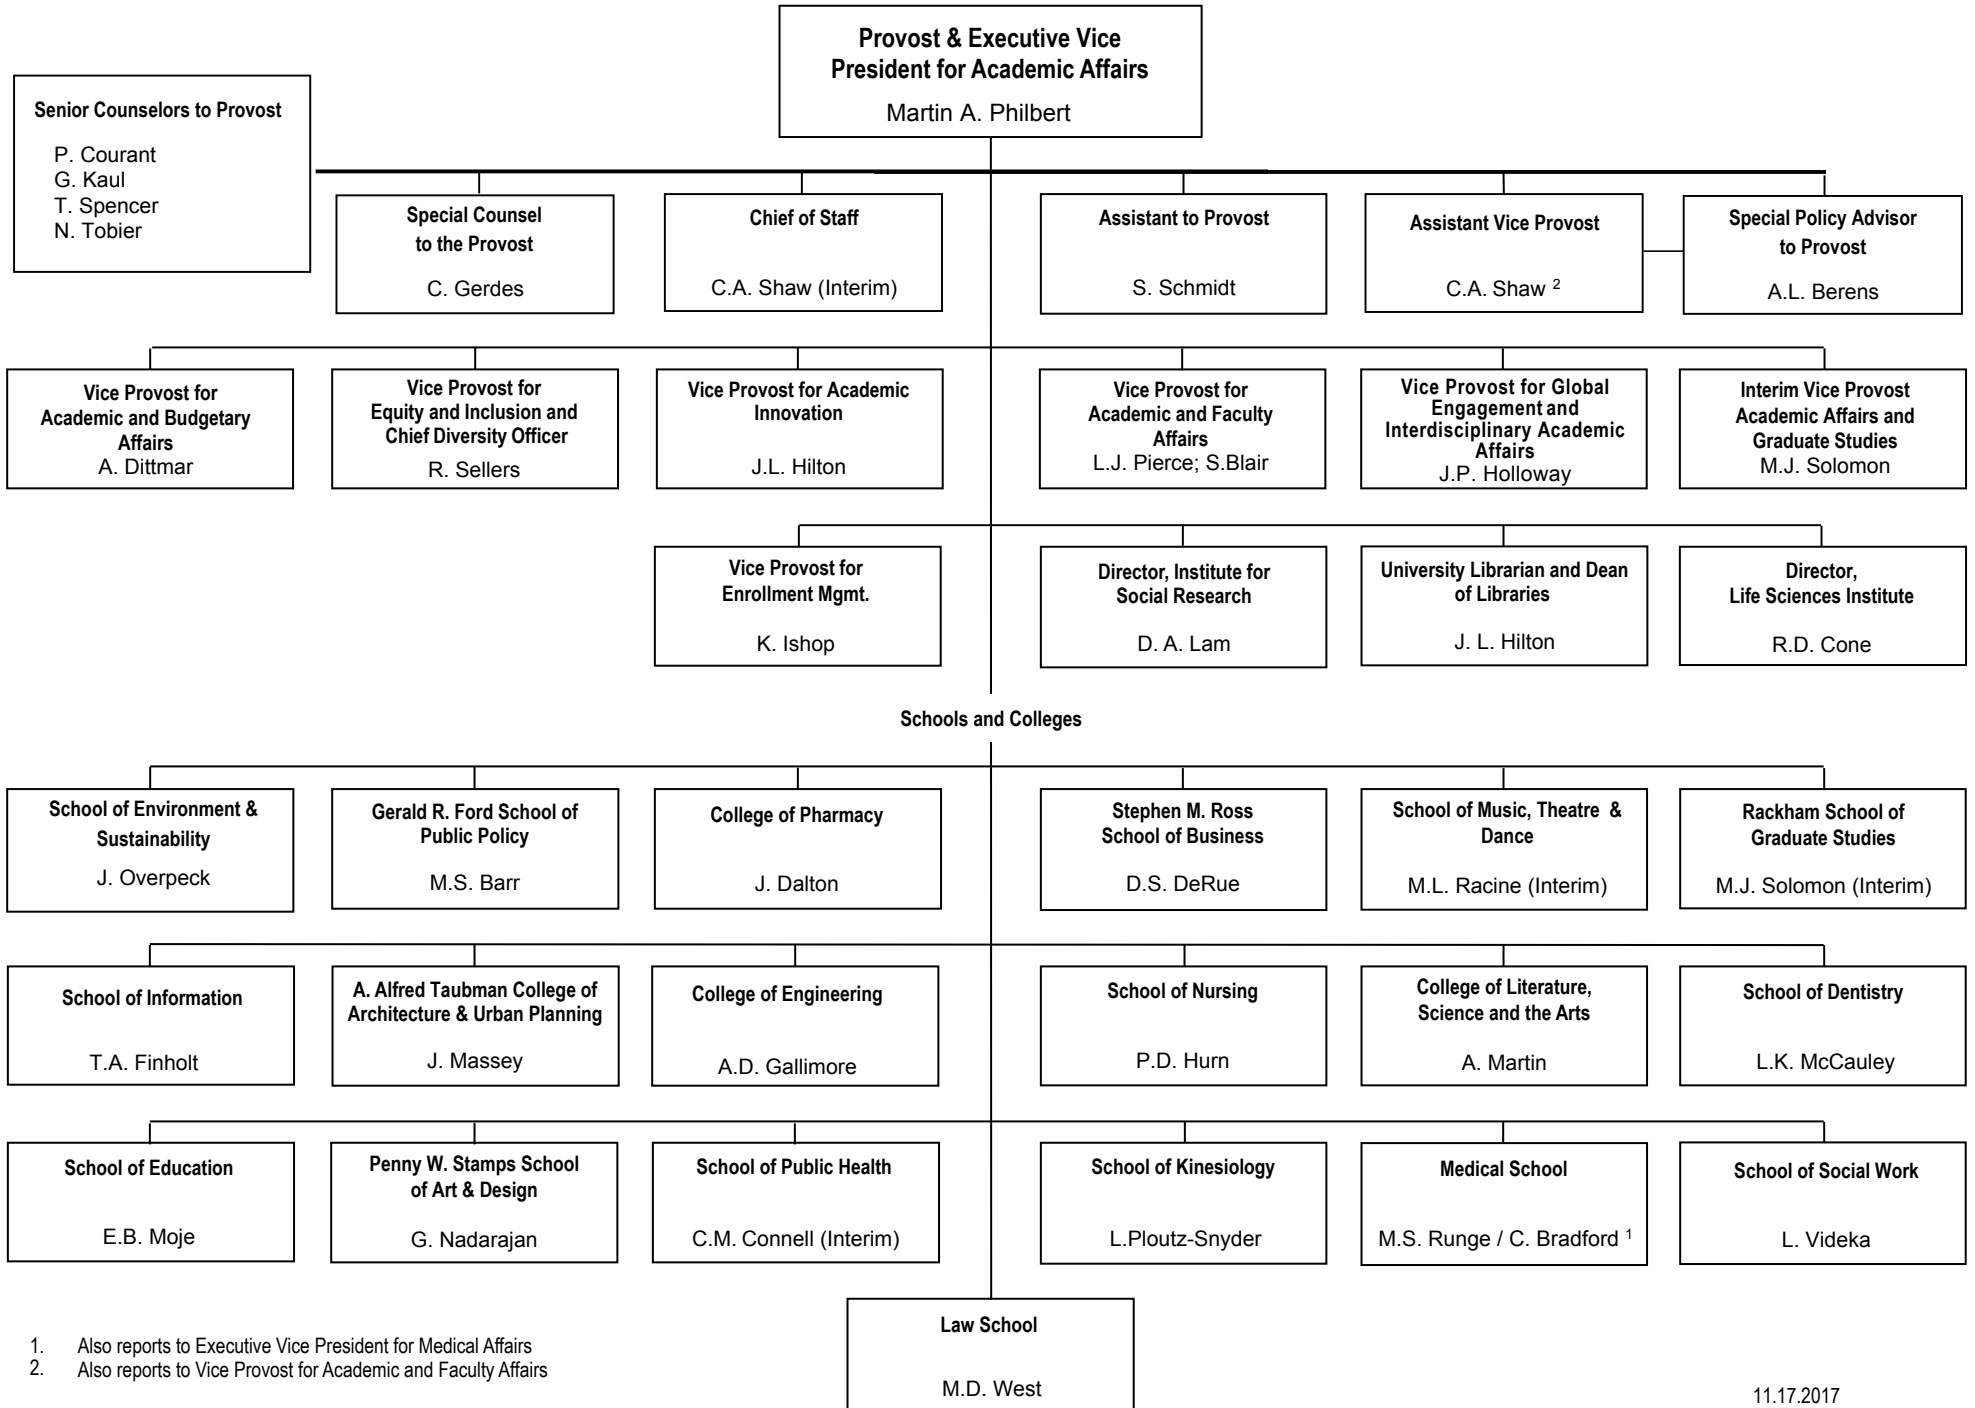 Provost & Executive Vice
President for Academic Affairs
Martin A. Philbert
Senior Counselors to Provost
P. Courant
G. Kaul
T. Spencer
N. Tobier
Special Counsel
to the Provost
C. Gerdes
Chief of Staff
C.A. Shaw (Interim)
Assistant to Provost
S. Schmidt
Assistant Vice Provost
C.A. Shaw ²
Special Policy Advisor
to Provost
A.L. Berens
Vice Provost for
Academic and Budgetary
Affairs
A. Dittmar
Vice Provost for
Equity and Inclusion and
Chief Diversity Officer
R. Sellers
Vice Provost for Academic
Innovation
J.L. Hilton
Vice Provost for
Academic and Faculty
Affairs
L.J. Pierce; S.Blair
Vice Provost for Global
Engagement and
Interdisciplinary Academic
Affairs
J.P. Holloway
Interim Vice Provost
Academic Affairs and
Graduate Studies
M.J. Solomon
Vice Provost for
Enrollment Mgmt.
K. Ishop
Director, Institute for
Social Research
D. A. Lam
University Librarian and Dean
of Libraries
J. L. Hilton
Director,
Life Sciences Institute
R.D. Cone
Schools and Colleges
School of Environment &
Sustainability
J. Overpeck
Gerald R. Ford School of
Public Policy
M.S. Barr
College of Pharmacy
J. Dalton
Stephen M. Ross
School of Business
D.S. DeRue
School of Music, Theatre &
Dance
M.L. Racine (Interim)
Rackham School of
Graduate Studies
M.J. Solomon (Interim)
School of Information
T.A. Finholt
A. Alfred Taubman College of
Architecture & Urban Planning
J. Massey
College of Engineering
A.D. Gallimore
School of Nursing
P.D. Hurn
College of Literature,
Science and the Arts
A. Martin
School of Dentistry
L.K. McCauley
School of Education
E.B. Moje
Penny W. Stamps School
of Art & Design
G. Nadarajan
School of Public Health
C.M. Connell (Interim)
School of Kinesiology
L.Ploutz-Snyder
Medical School
M.S. Runge / C. Bradford ¹
School of Social Work
L. Videka
Law School
M.D. West
1. Also reports to Executive Vice President for Medical Affairs
2. Also reports to Vice Provost for Academic and Faculty Affairs
11.17.2017